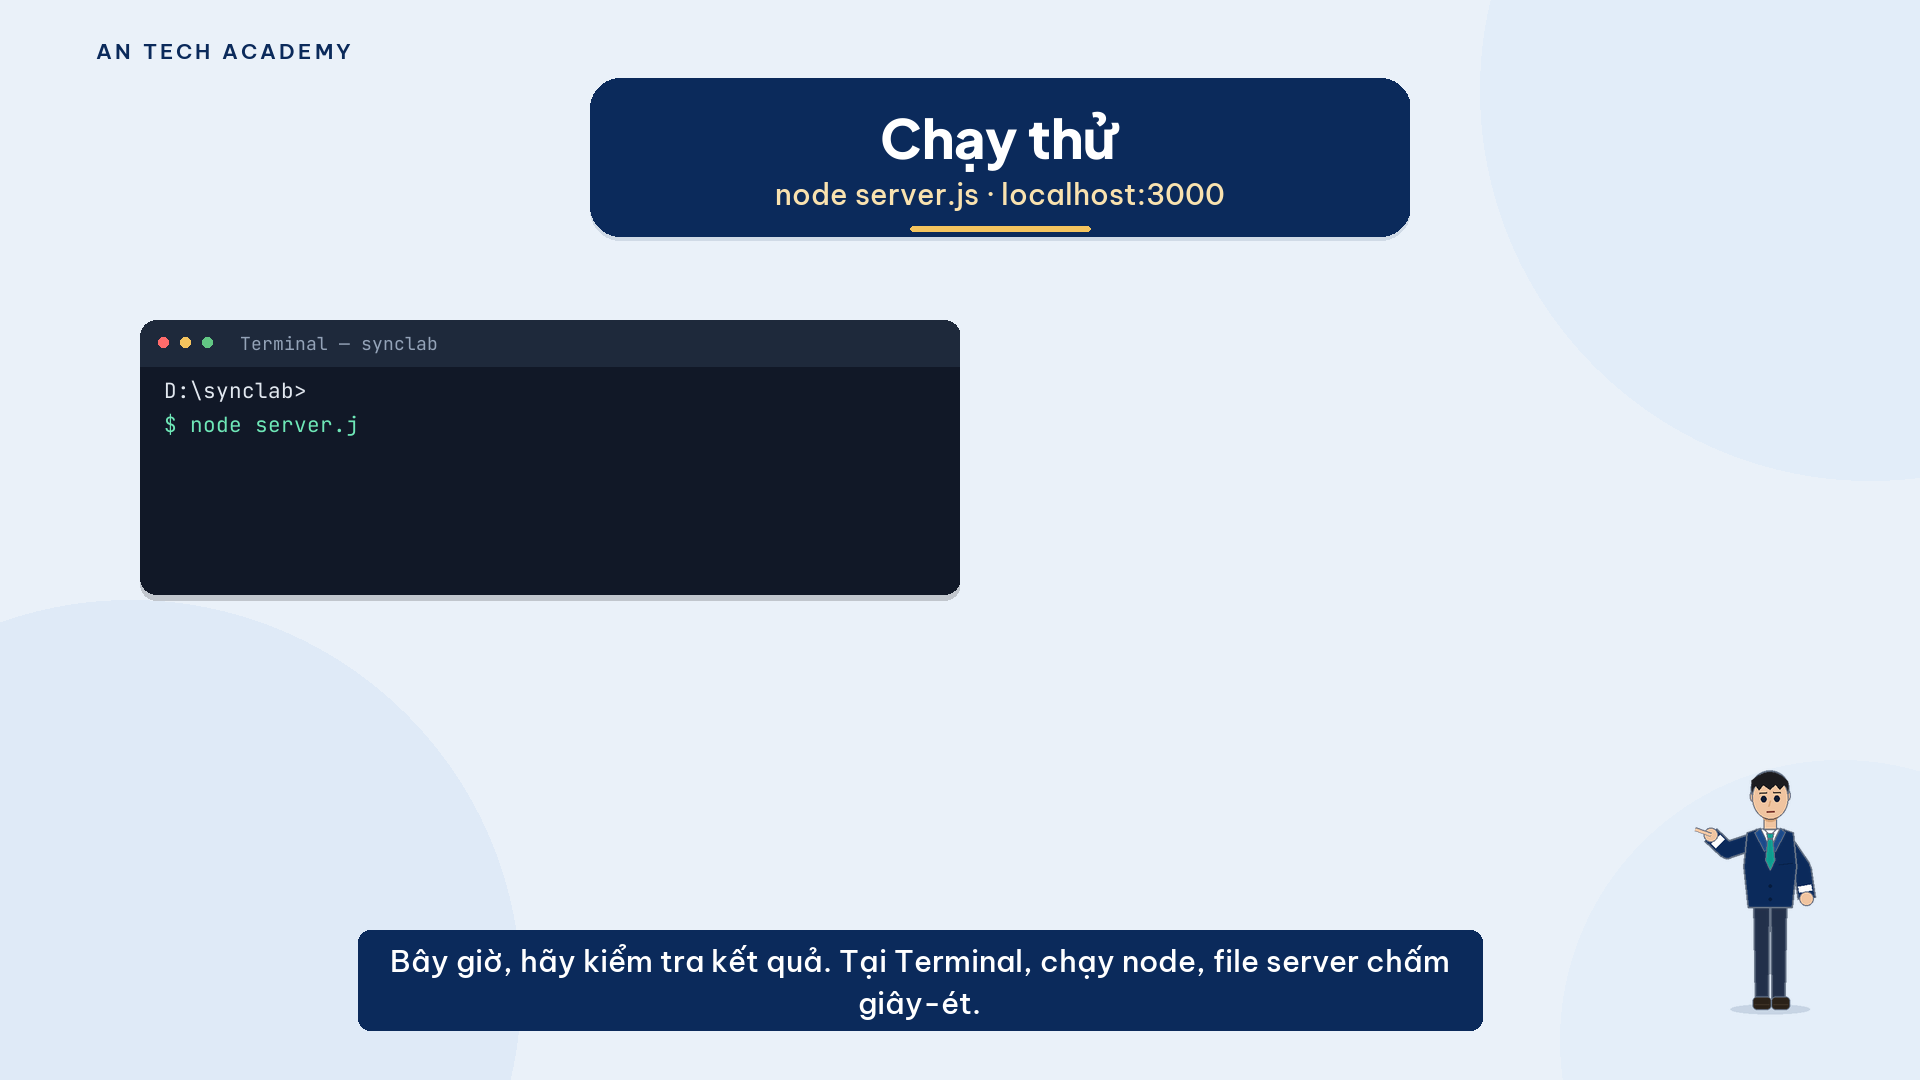 AN TECH ACADEMY
Chạy thử
node server.js · localhost:3000
Terminal — synclab
D:\synclab>
$ node server.j
Bây giờ, hãy kiểm tra kết quả. Tại Terminal, chạy node, file server chấm
giây-ét.